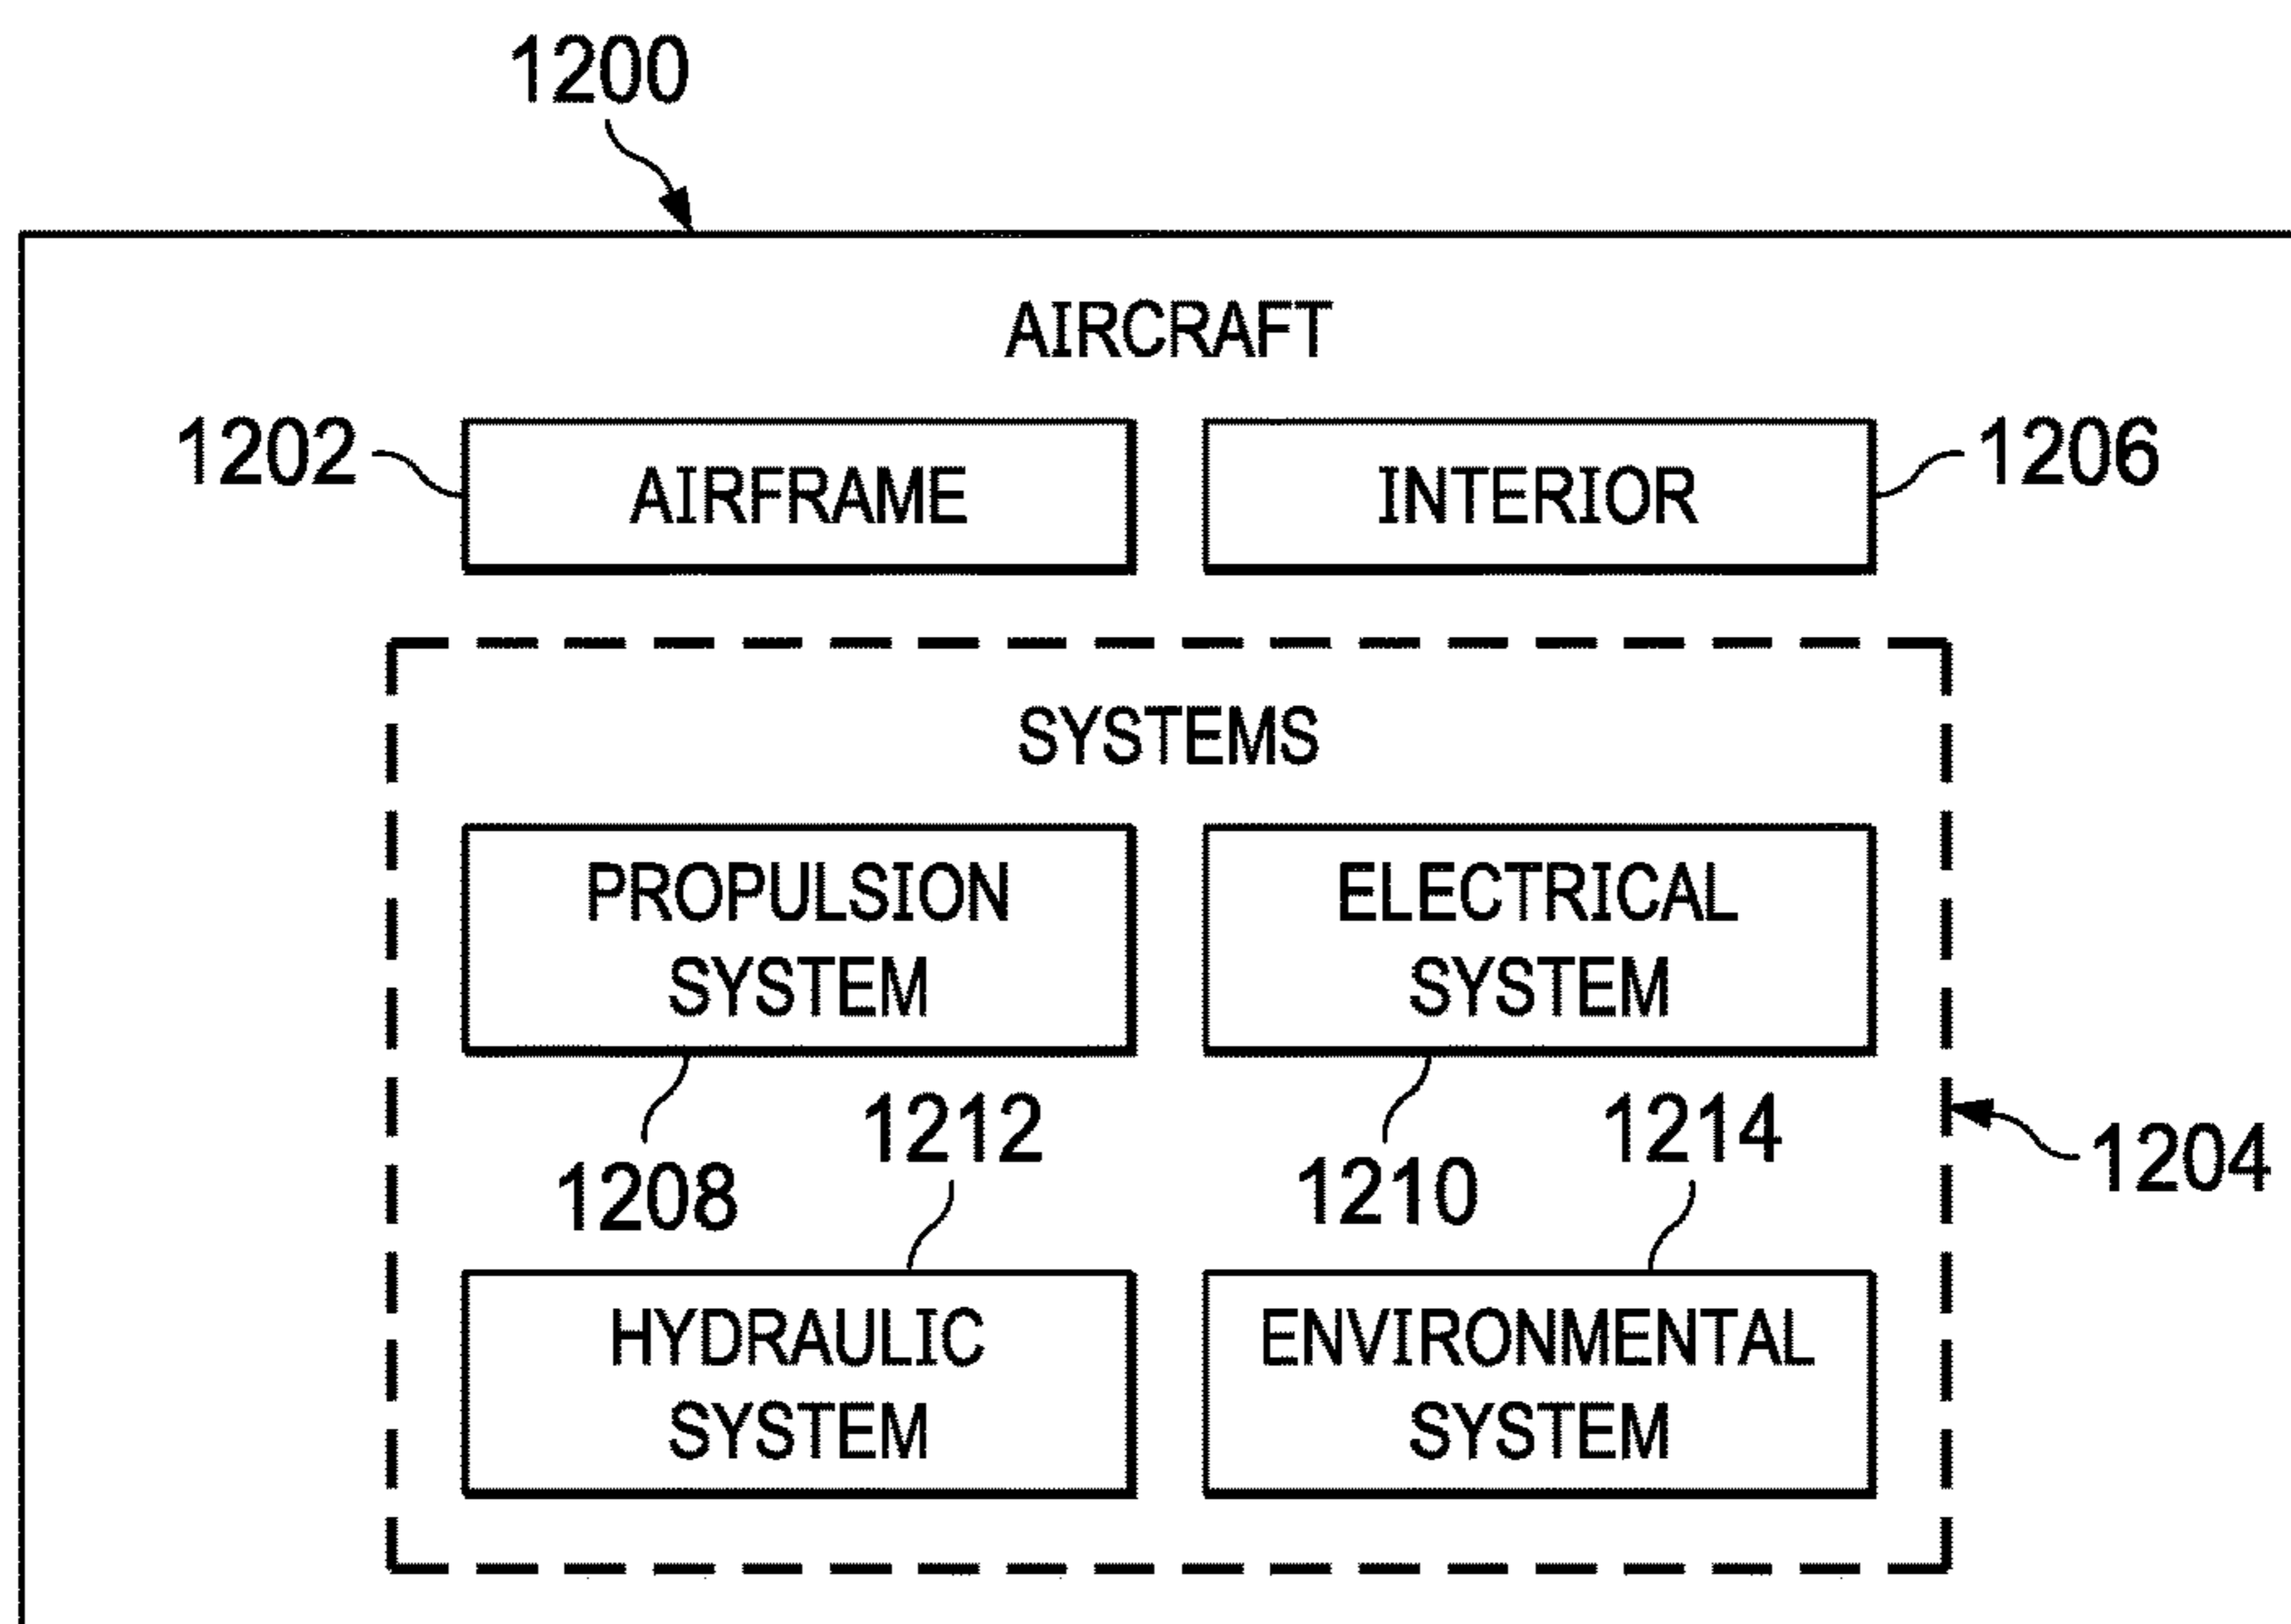 1200
AIRCRAFT
1202
AIRFRAME
INTERIOR
1206
SYSTEMS
PROPULSION
SYSTEM
ELECTRICAL
SYSTEM
1208
1212
1210
1214
1204
HYDRAULIC
SYSTEM
ENVIRONMENTAL
SYSTEM